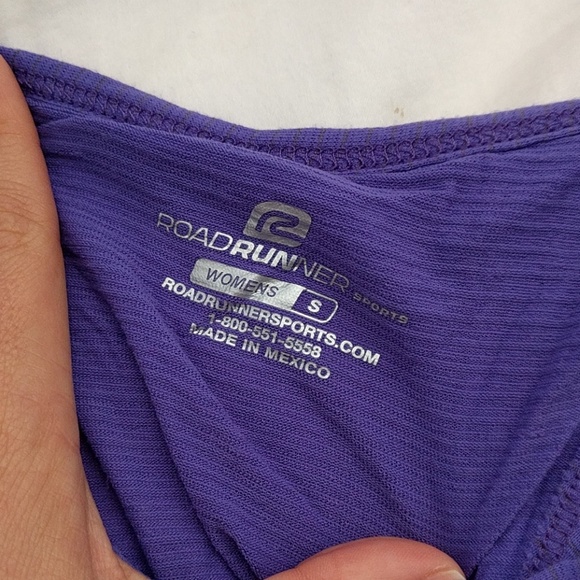 ROADRUNNER SPORTS
WOMENS S
ROADRUNNERSPORTS.COM
1-800-551-5558
MADE IN MEXICO